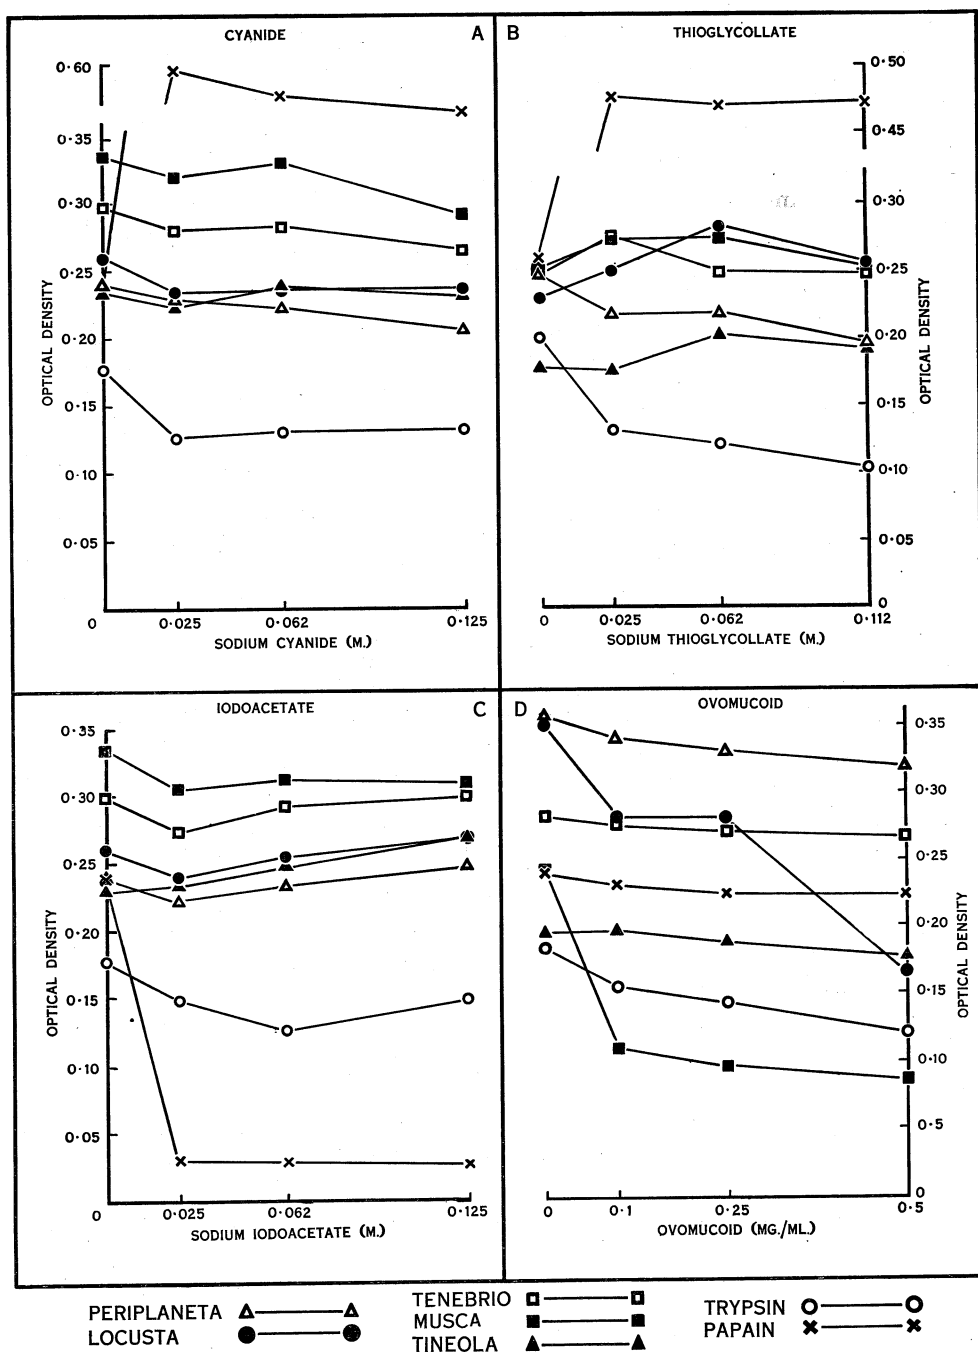 CYANIDE A
0·60
0·35
0·30
0·25
0·20
0·15
0·10
0·05
OPTICAL DENSITY
0 0·025 0·062 0·125
SODIUM CYANIDE (M.)
B THIOGLYCOLLATE
0·50
0·45
0·30
0·25
0·20
0·15
0·10
0·05
0
OPTICAL DENSITY
0 0·025 0·062 0·112
SODIUM THIOGLYCOLLATE (M.)
IODOACETATE C
0·35
0·30
0·25
0·20
0·15
0·10
0·05
OPTICAL DENSITY
0 0·025 0·062 0·125
SODIUM IODOACETATE (M.)
D OVOMUCOID
0·35
0·30
0·25
0·20
0·15
0·10
0·5
0
OPTICAL DENSITY
0 0·1 0·25 0·5
OVOMUCOID (MG./ML.)
PERIPLANETA
LOCUSTA
TENEBRIO
MUSCA
TINEOLA
TRYPSIN
PAPAIN